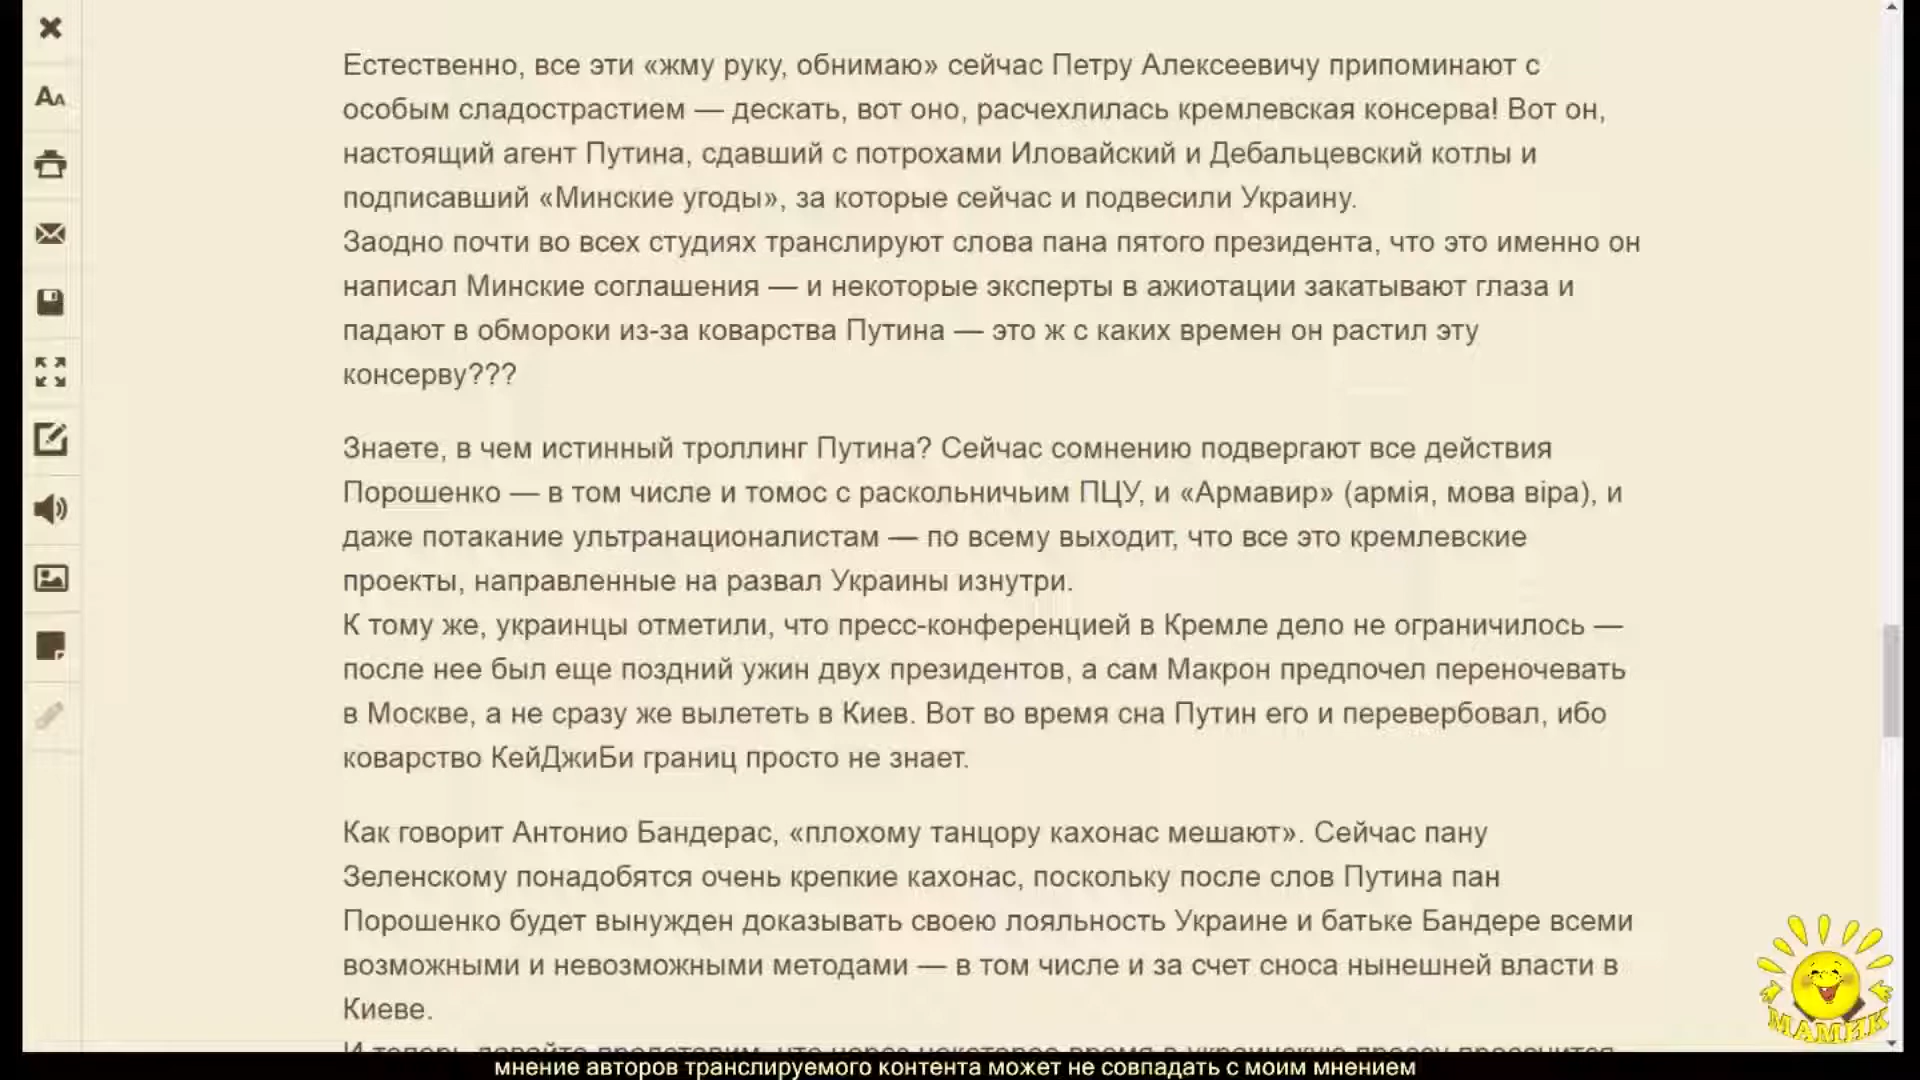 Естественно, все эти «жму руку, обнимаю» сейчас Петру Алексеевичу припоминают с
особым сладострастием — дескать, вот оно, расчехлилась кремлевская консерва! Вот он,
настоящий агент Путина, сдавший с потрохами Иловайский и Дебальцевский котлы и
подписавший «Минские угоды», за которые сейчас и подвесили Украину.
Заодно почти во всех студиях транслируют слова пана пятого президента, что это именно он
написал Минские соглашения — и некоторые эксперты в ажиотации закатывают глаза и
падают в обмороки из-за коварства Путина — это ж с каких времен он растил эту
консерву???
Знаете, в чем истинный троллинг Путина? Сейчас сомнению подвергают все действия
Порошенко — в том числе и томос с раскольничьим ПЦУ, и «Армавир» (армія, мова віра), и
даже потакание ультранационалистам — по всему выходит, что все это кремлевские
проекты, направленные на развал Украины изнутри.
К тому же, украинцы отметили, что пресс-конференцией в Кремле дело не ограничилось —
после нее был еще поздний ужин двух президентов, а сам Макрон предпочел переночевать
в Москве, а не сразу же вылететь в Киев. Вот во время сна Путин его и перевербовал, ибо
коварство КейДжиБи границ просто не знает.
Как говорит Антонио Бандерас, «плохому танцору кахонас мешают». Сейчас пану
Зеленскому понадобятся очень крепкие кахонас, поскольку после слов Путина пан
Порошенко будет вынужден доказывать свою лояльность Украине и батьке Бандере всеми
возможными и невозможными методами — в том числе и за счет сноса нынешней власти в
Киеве.
МАМИК
мнение авторов транслируемого контента может не совпадать с моим мнением